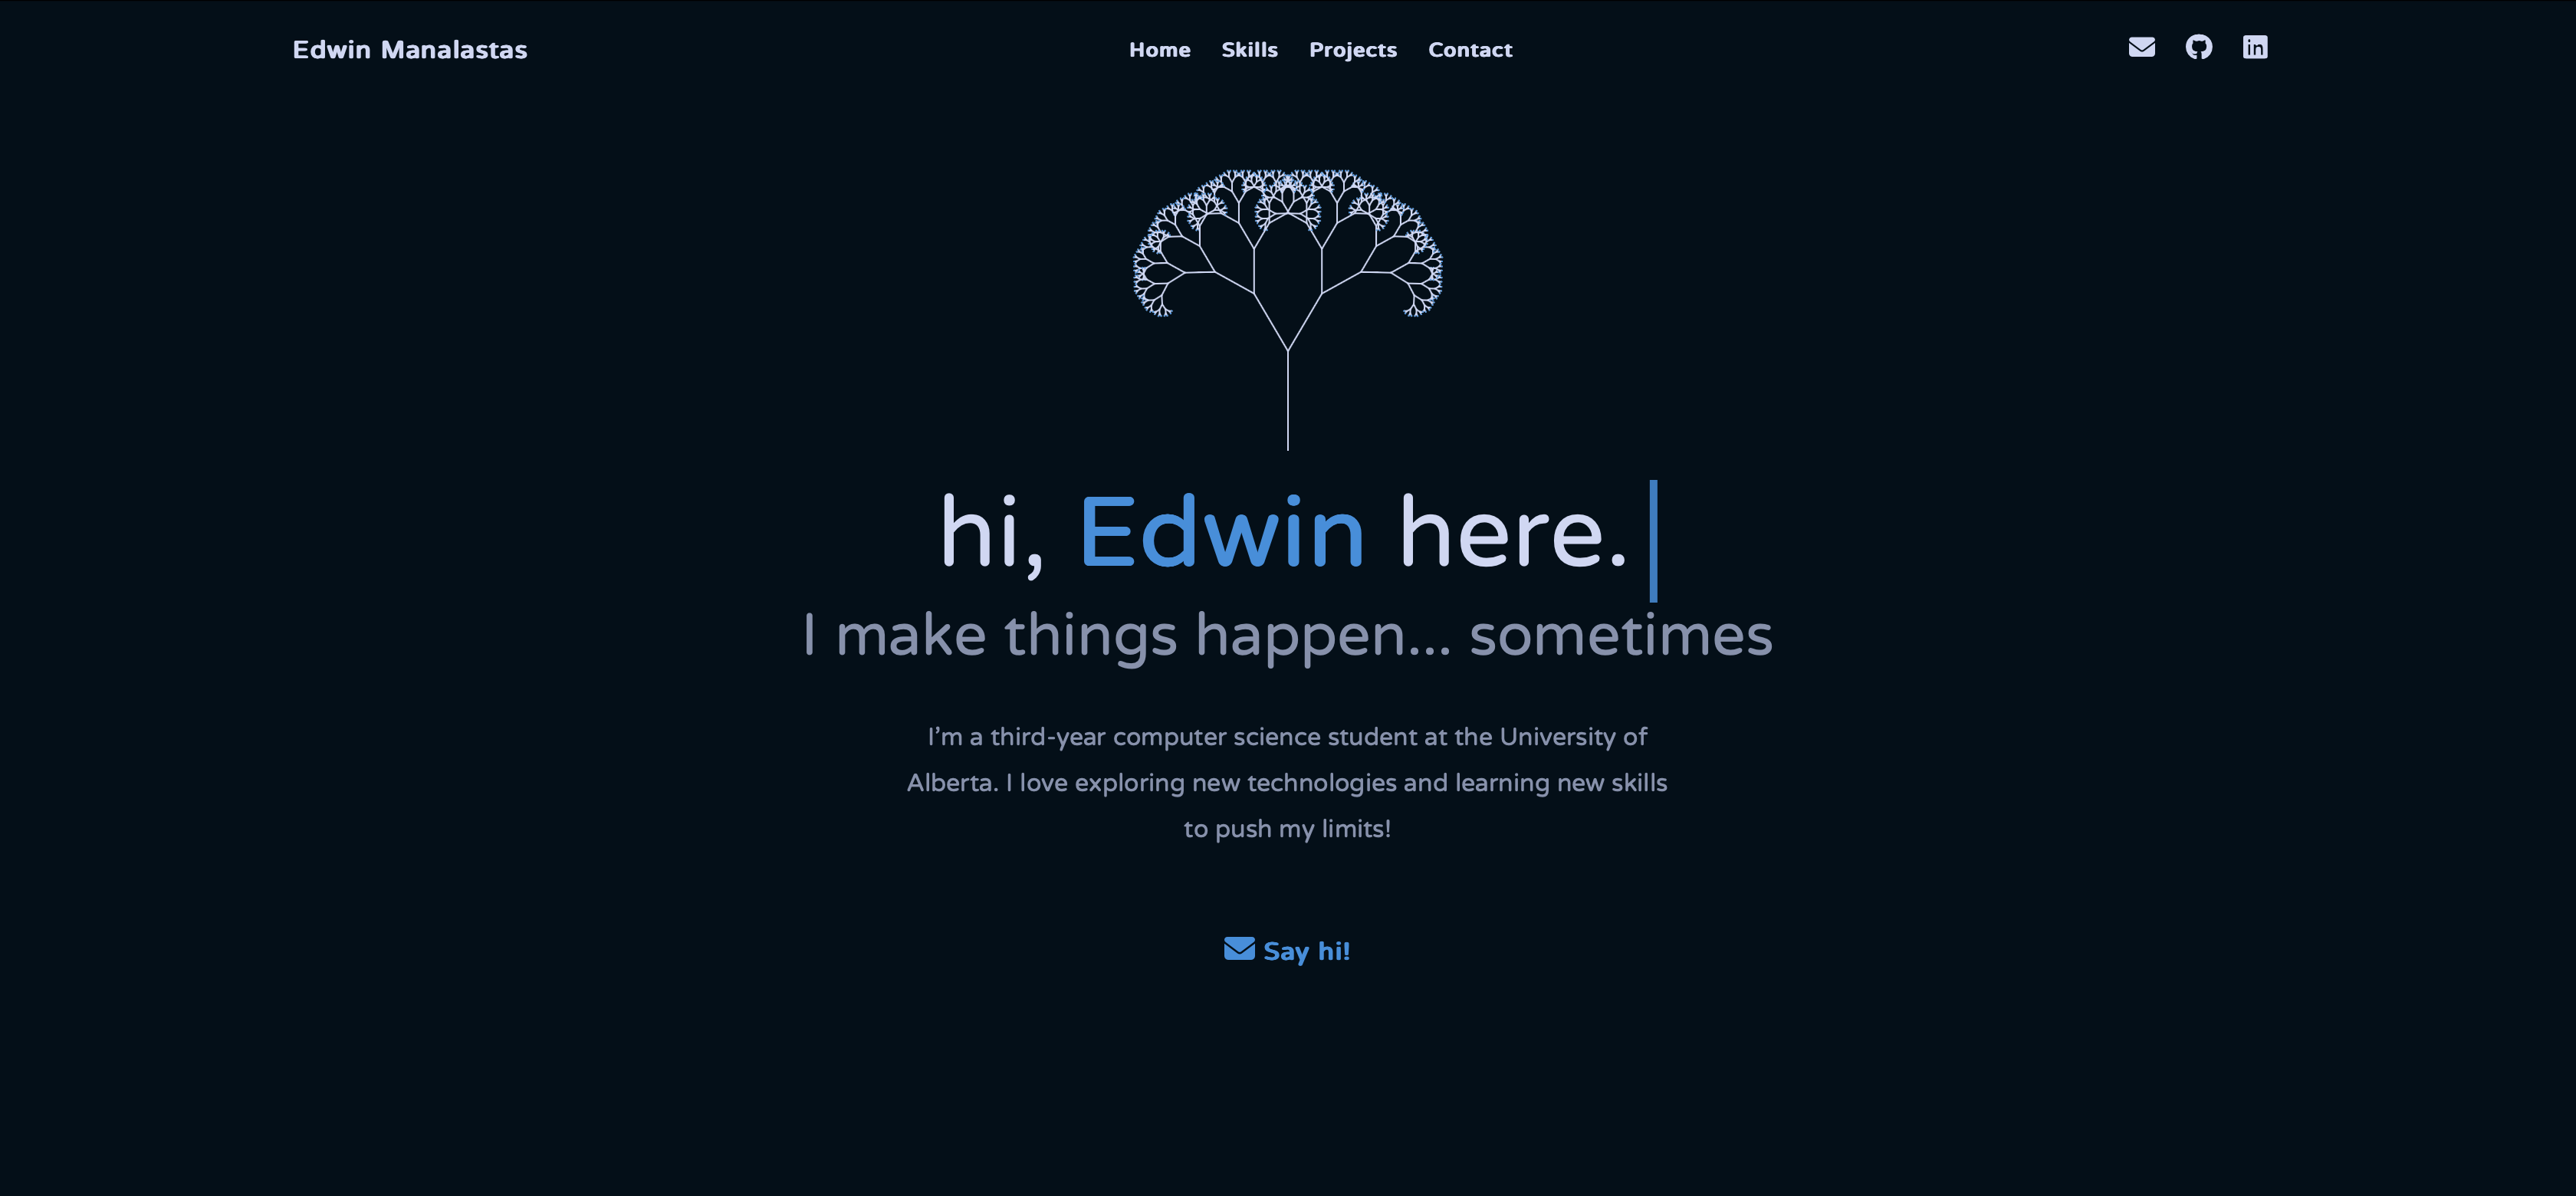 Edwin Manalastas
Home Skills Projects Contact
hi, Edwin here.
I make things happen... sometimes
I’m a third-year computer science student at the University of
Alberta. I love exploring new technologies and learning new skills
to push my limits!
Say hi!